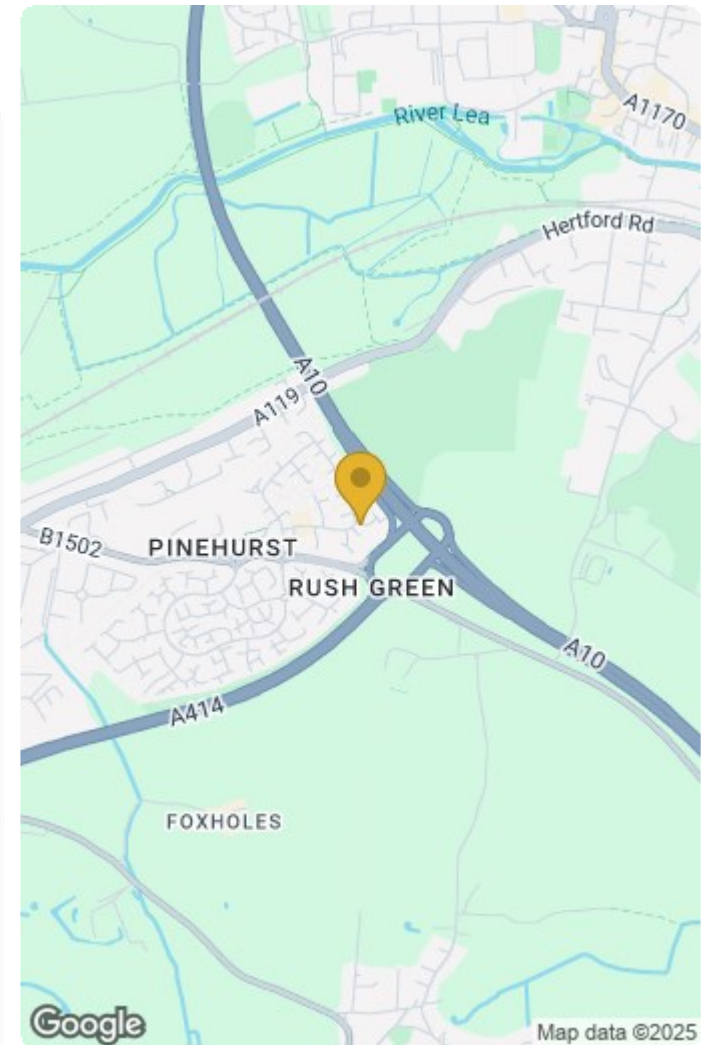 A1170
River Lea
Hertford Rd
A10
A119
B1502
PINEHURST
RUSH GREEN
A10
A414
FOXHOLES
Google
Map data ©2025